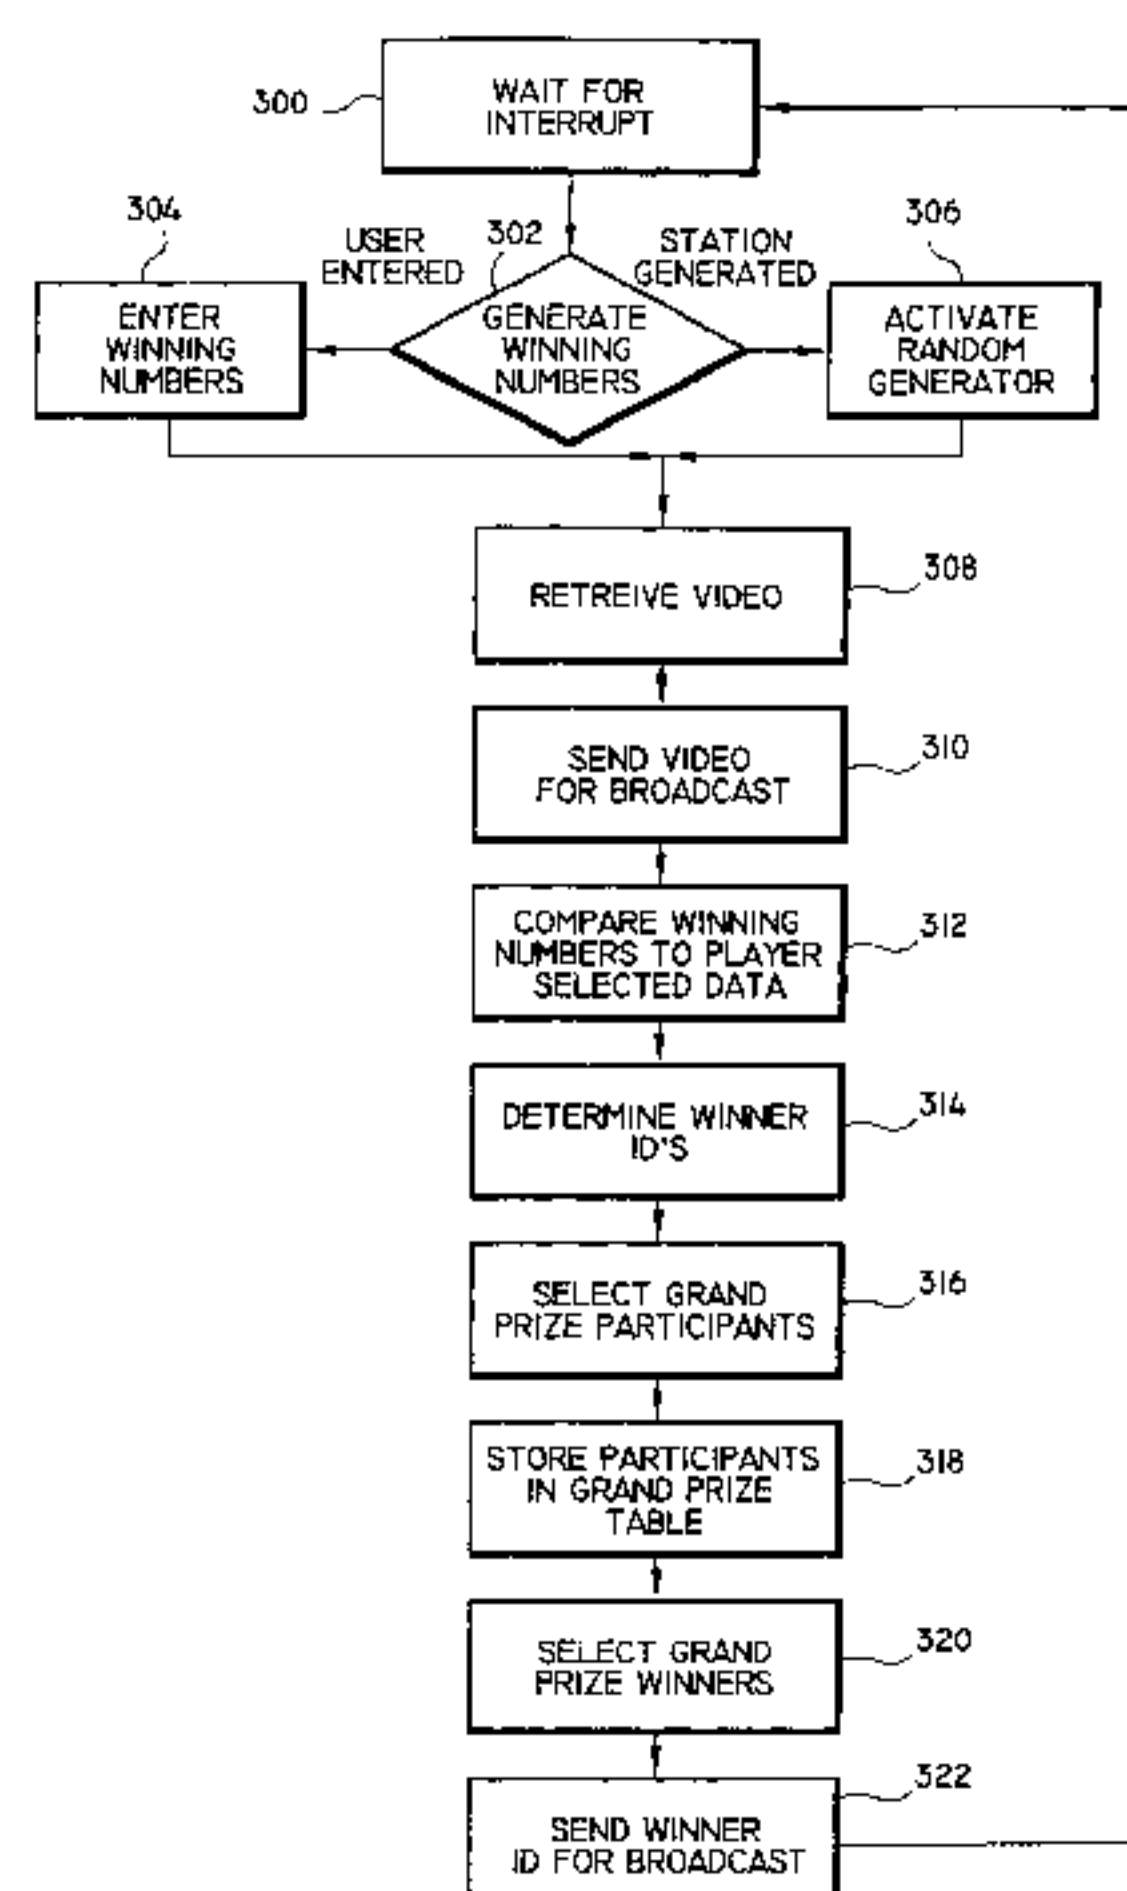 300
WAIT FOR
INTERRUPT
304
USER
ENTERED
302
STATION
GENERATED
306
ENTER
WINNING
NUMBERS
GENERATE
WINNING
NUMBERS
ACTIVATE
RANDOM
GENERATOR
RETREIVE VIDEO
308
SEND VIDEO
FOR BROADCAST
310
COMPARE WINNING
NUMBERS TO PLAYER
SELECTED DATA
312
DETERMINE WINNER
ID'S
314
SELECT GRAND
PRIZE PARTICIPANTS
316
STORE PARTICIPANTS
IN GRAND PRIZE
TABLE
318
SELECT GRAND
PRIZE WINNERS
320
SEND WINNER
ID FOR BROADCAST
322